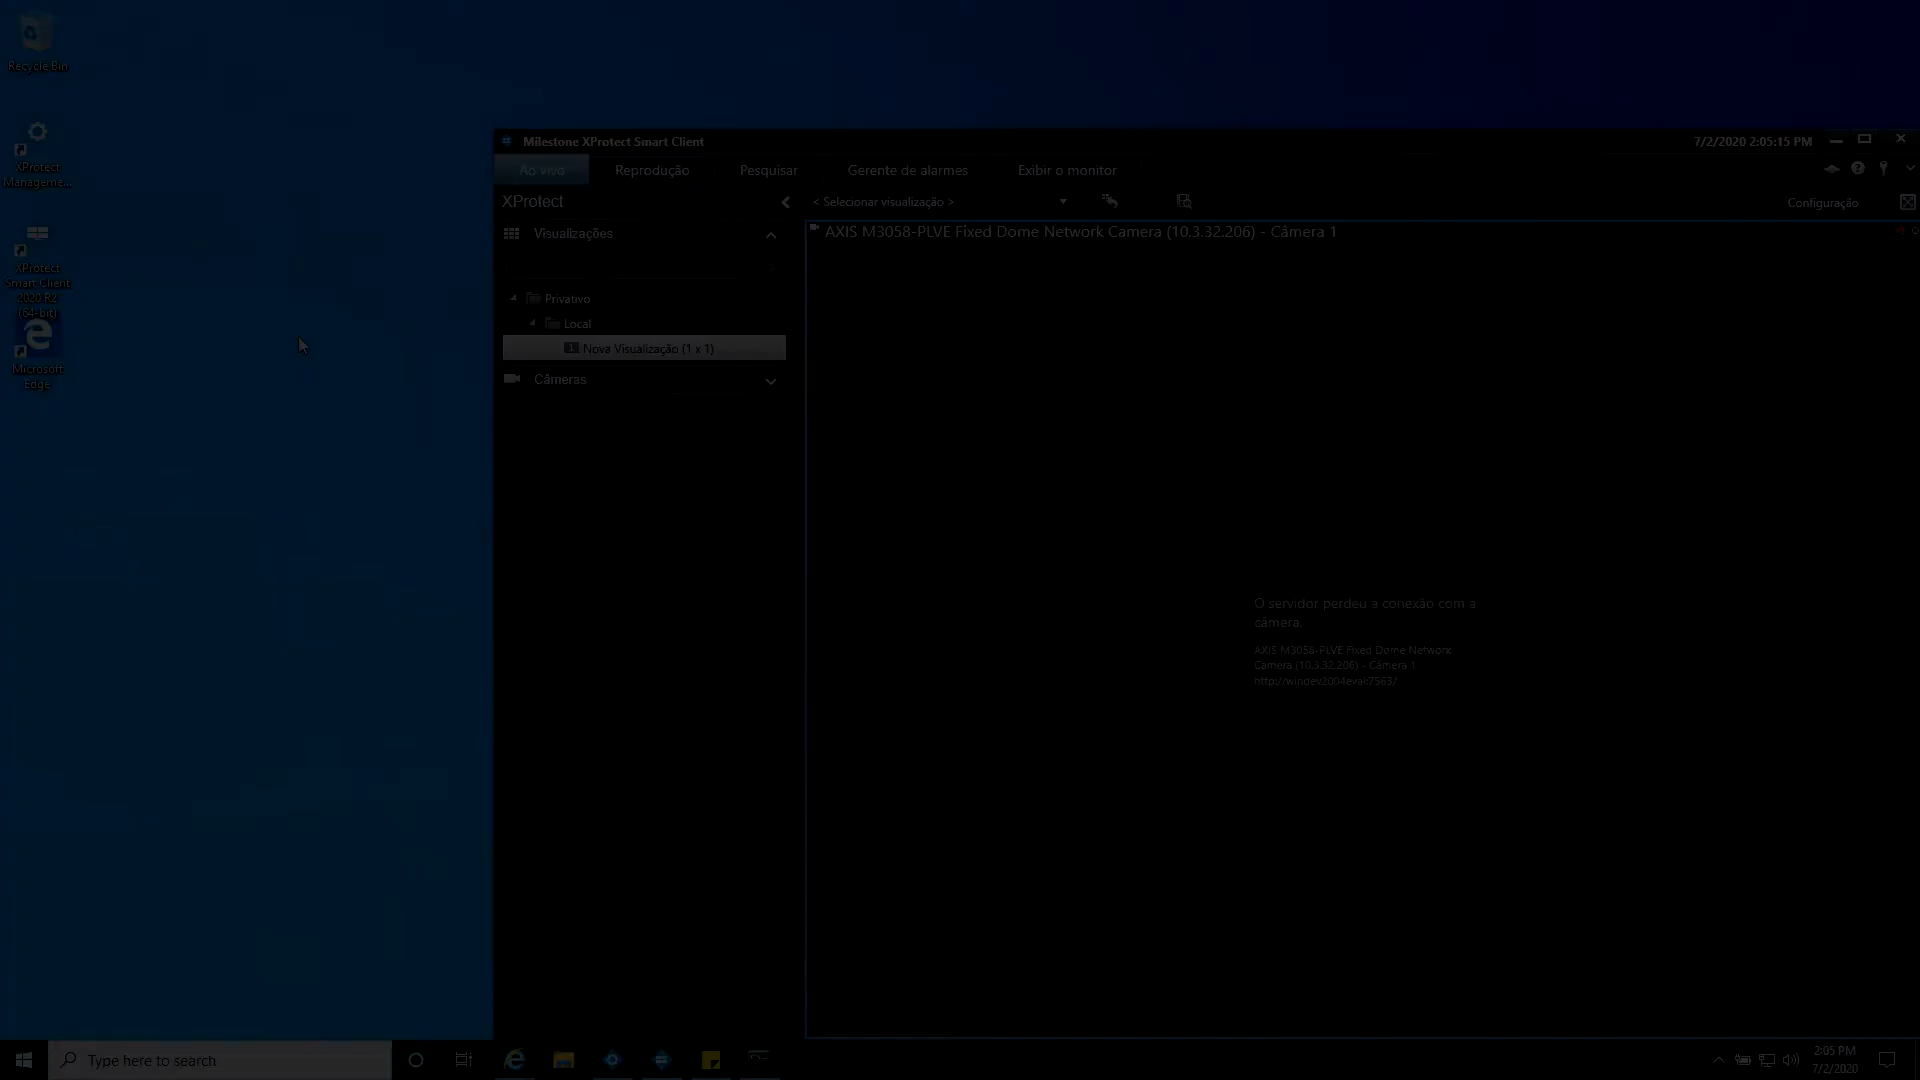 Recycle Bin
XProtect
Manageme...
XProtect
Smart Client
2020 R2
(64-bit)
Microsoft
Edge
Milestone XProtect Smart Client
7/2/2020 2:05:15 PM
Ao vivo
Reprodução
Pesquisar
Gerente de alarmes
Exibir o monitor
XProtect
< Selecionar visualização >
Configuração
Visualizações
AXIS M3058-PLVE Fixed Dome Network Camera (10.3.32.206) - Câmera 1
Privativo
Local
1 Nova Visualização (1 x 1)
Câmeras
O servidor perdeu a conexão com a
câmera.
AXIS M3058-PLVE Fixed Dome Network
Camera (10.3.32.206) - Câmera 1
http://windev2004eval:7563/
Type here to search
2:05 PM
7/2/2020